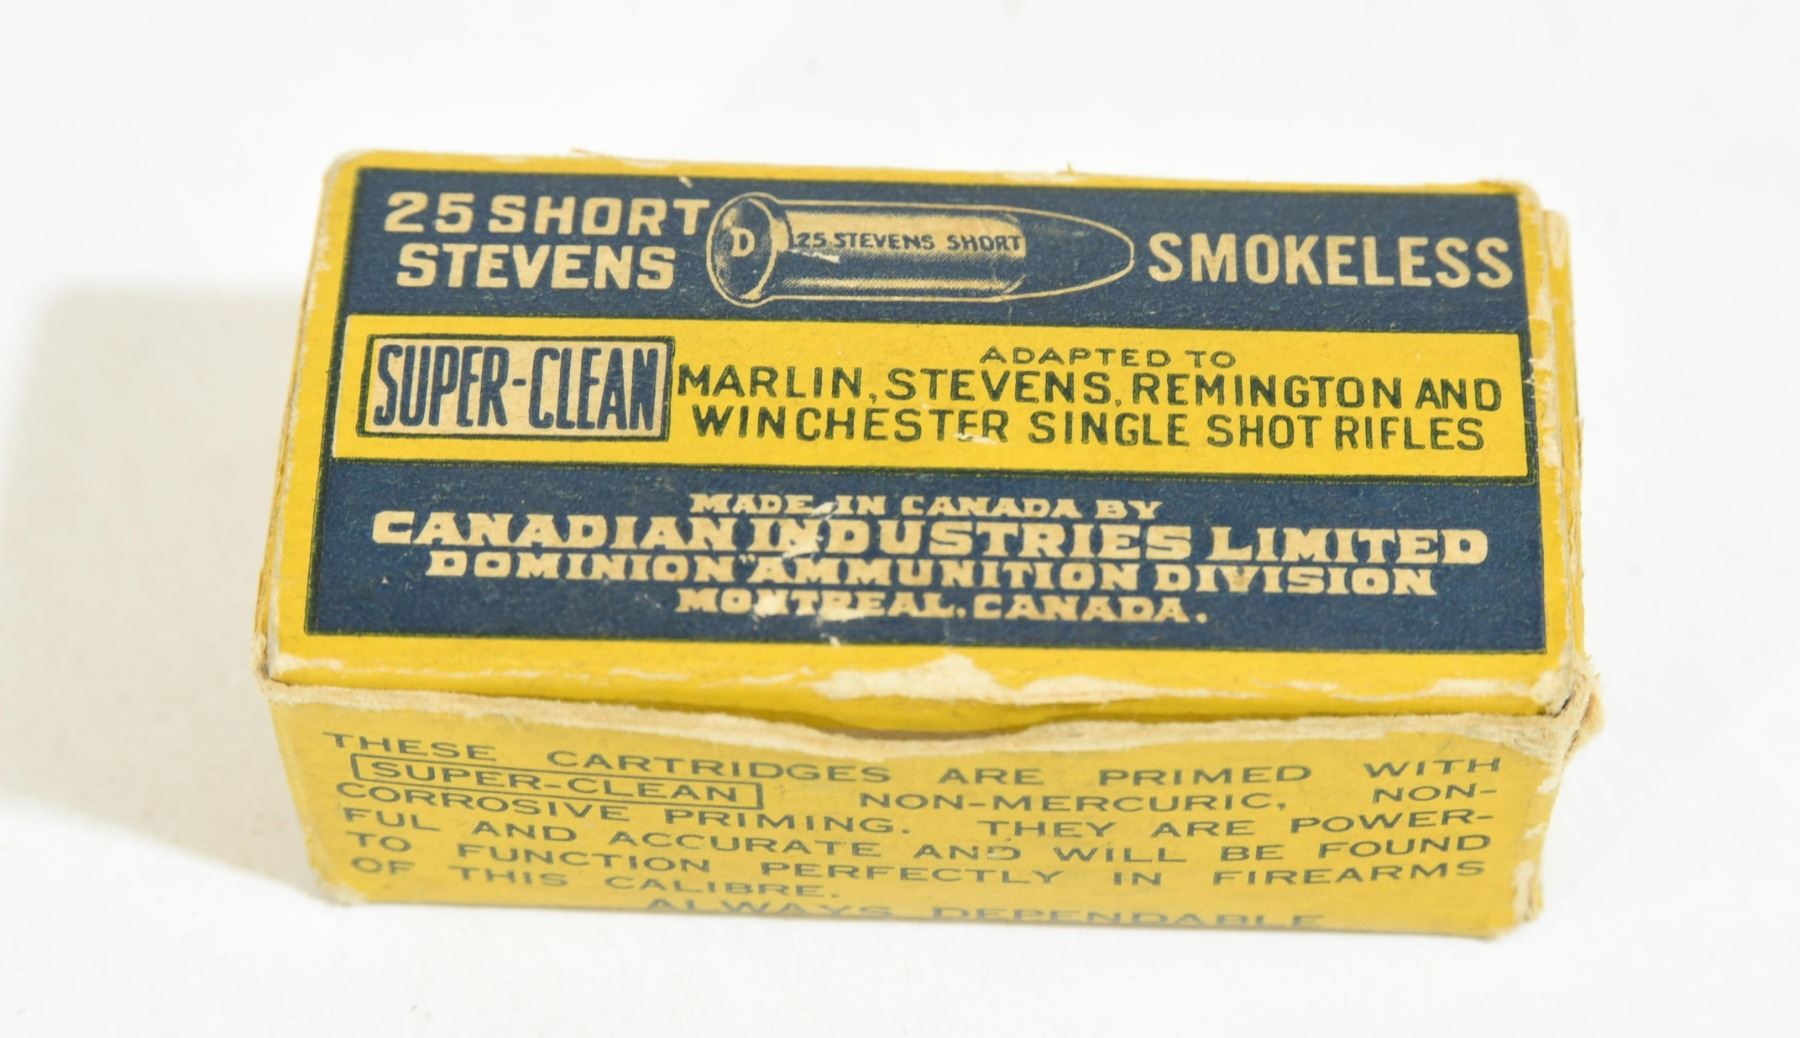 25 SHORT
STEVENS
D
25 STEVENS SHORT
SMOKELESS
SUPER-CLEAN
ADAPTED TO
MARLIN, STEVENS, REMINGTON AND
WINCHESTER SINGLE SHOT RIFLES
MADE IN CANADA BY
CANADIAN INDUSTRIES LIMITED
DOMINION" AMMUNITION DIVISION
MONTREAL, CANADA.
THESE CARTRIDGES ARE PRIMED WITH
SUPER-CLEAN NON-MERCURIC, NON-
CORROSIVE PRIMING. THEY ARE POWER-
FUL AND ACCURATE AND WILL BE FOUND
TO FUNCTION PERFECTLY IN FIREARMS
OF THIS CALIBRE.
ALWAYS DEPENDABLE